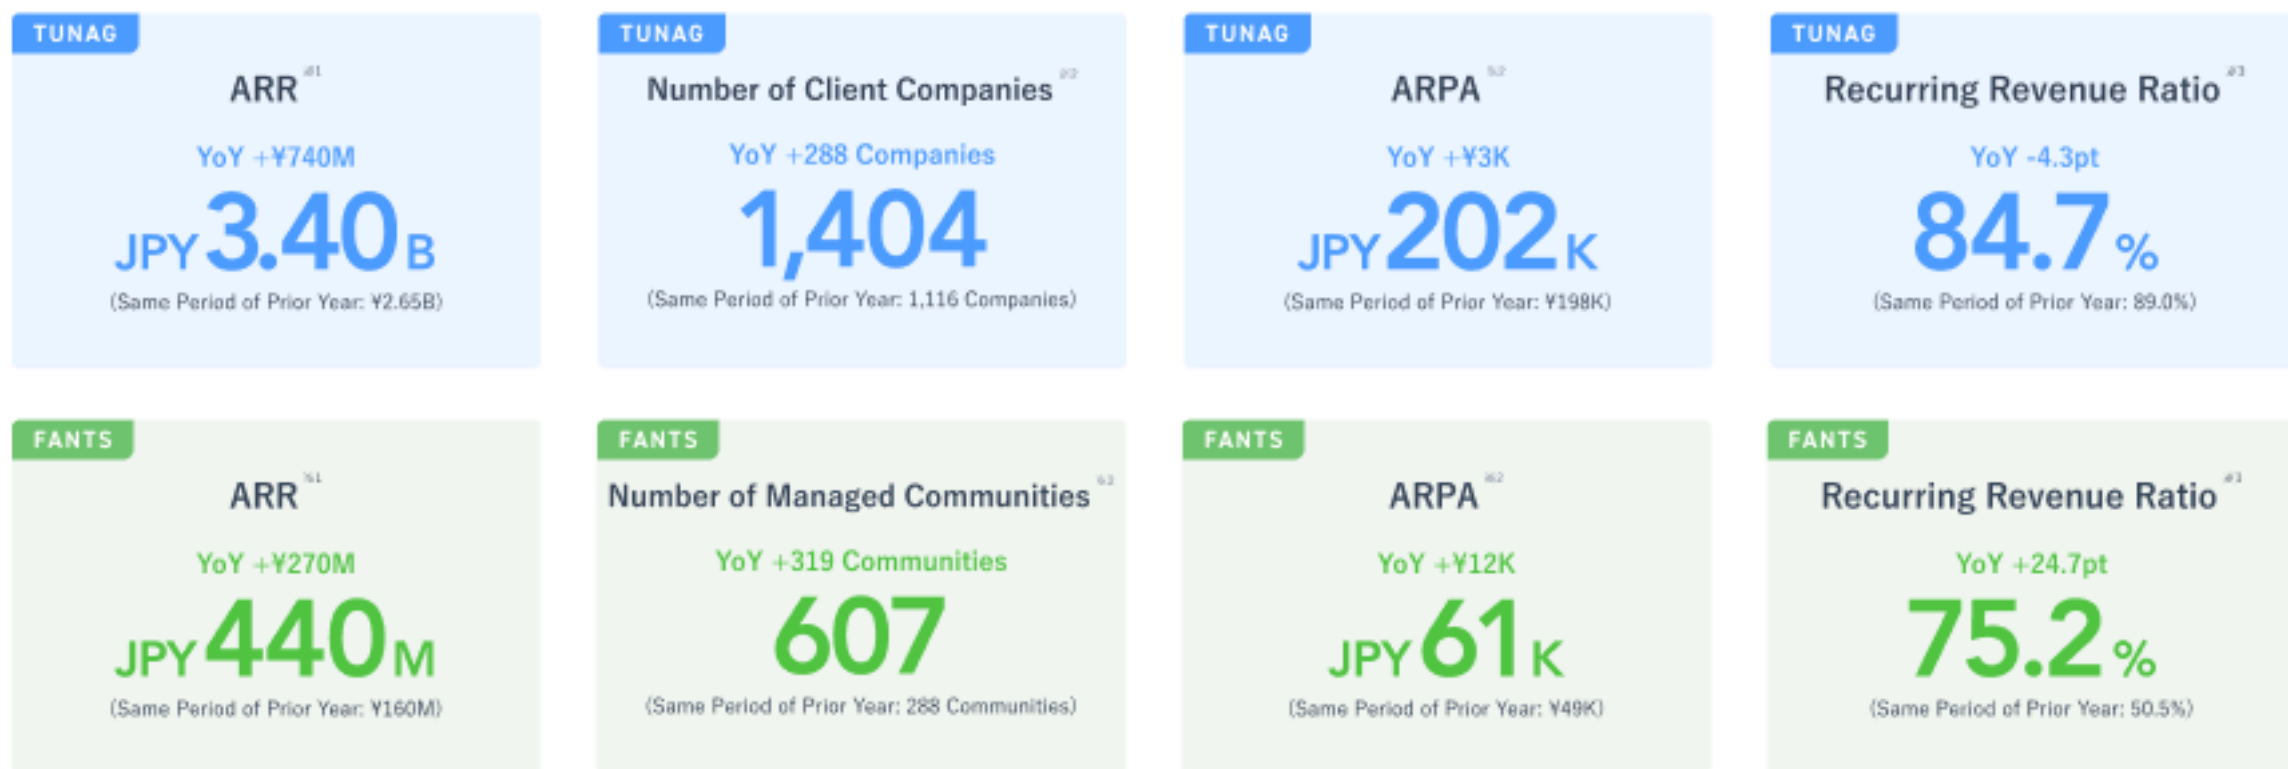 TUNAG
ARR
YoY +¥740M
JPY 3.40 B
(Same Period of Prior Year: ¥2.65B)
TUNAG
Number of Client Companies
YoY +288 Companies
1,404
(Same Period of Prior Year: 1,116 Companies)
TUNAG
ARPA
YoY +¥3K
JPY 202 K
(Same Period of Prior Year: ¥198K)
TUNAG
Recurring Revenue Ratio
YoY -4.3pt
84.7 %
(Same Period of Prior Year: 89.0%)
FANTS
ARR
YoY +¥270M
JPY 440 M
(Same Period of Prior Year: ¥160M)
FANTS
Number of Managed Communities
YoY +319 Communities
607
(Same Period of Prior Year: 288 Communities)
FANTS
ARPA
YoY +¥12K
JPY 61 K
(Same Period of Prior Year: ¥49K)
FANTS
Recurring Revenue Ratio
YoY +24.7pt
75.2 %
(Same Period of Prior Year: 50.5%)